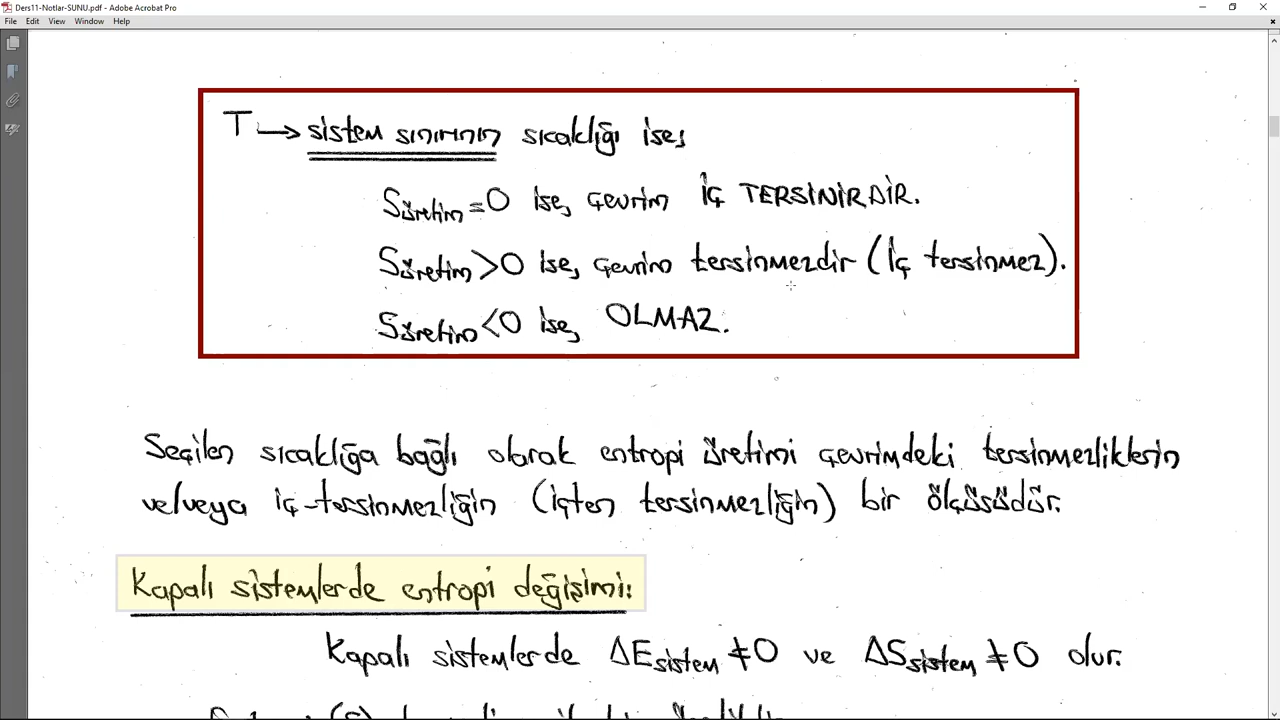 Ders11-Notlar-SUNU.pdf - Adobe Acrobat Pro
File Edit View Window Help
T → sistem sınırının sıcaklığı ise,
Süretim=0 ise, çevrim İÇ TERSİNİRDİR.
Süretim>0 ise, çevrim tersinmezdir (İç tersinmez).
Süretim<0 ise, OLMAZ.
Seçilen sıcaklığa bağlı olarak entropi üretimi çevrimdeki tersinmezliklerin
ve/veya iç-tersinmezliğin (içten tersinmezliğin) bir ölçüsüdür.
Kapalı sistemlerde entropi değişimi:
Kapalı sistemlerde ΔEsistem ≠0 ve ΔSsistem ≠0 olur.